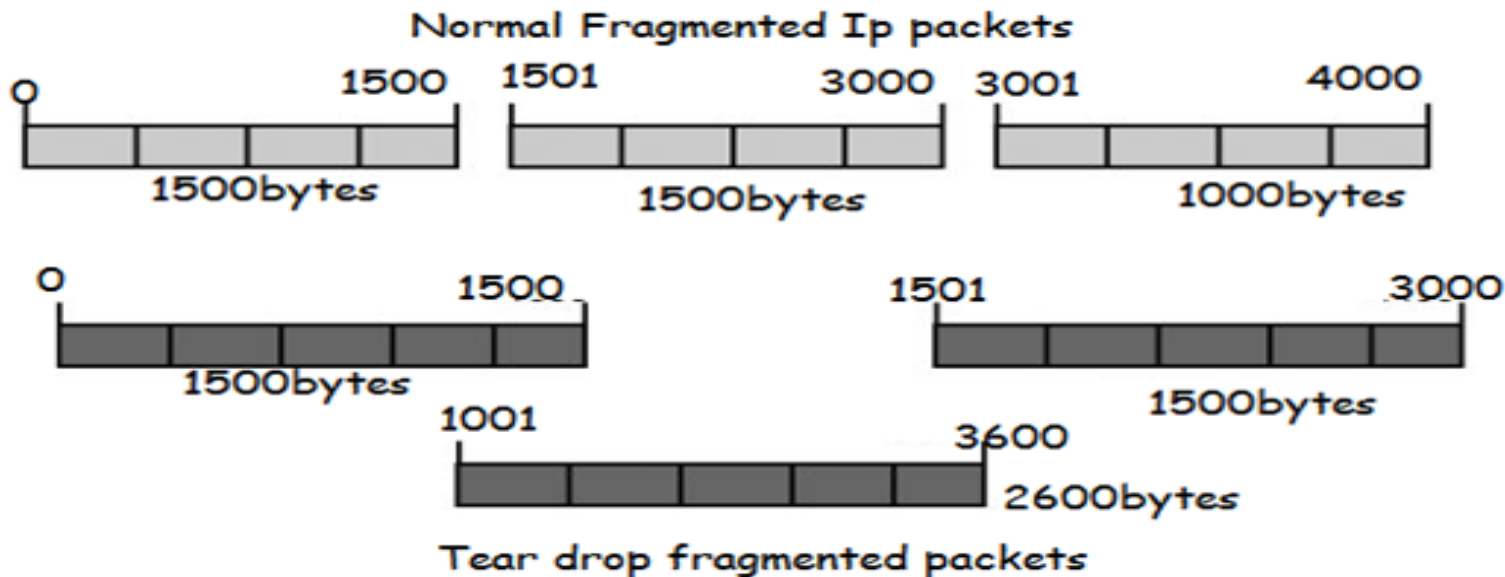 Normal Fragmented Ip packets
0 1500 1501 3000 3001 4000
1500bytes 1500bytes 1000bytes
0 1500 1501 3000
1500bytes 1500bytes
1001 3600
2600bytes
Tear drop fragmented packets